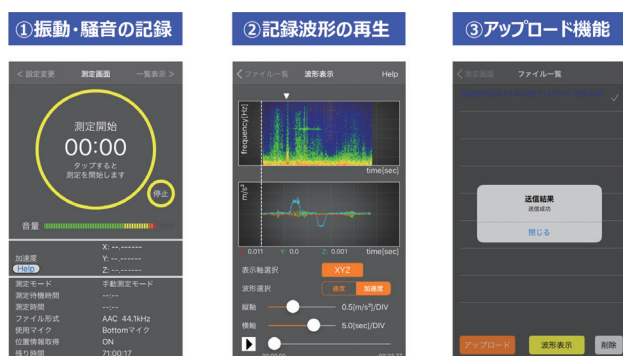 ①振動・騒音の記録
②記録波形の再生
③アップロード機能
< 設定変更 測定画面 一覧表示 >
測定開始
00:00
タップすると
測定を開始します
停止
音量
X: --.------
加速度 Y: --.------
Help Z: --.------
測定モード 手動測定モード
測定待機時間 --:--
測定時間 --:--
ファイル形式 AAC 44.1kHz
使用マイク Bottomマイク
位置情報取得 ON
残り時間 71:00:17
< ファイル一覧 波形表示 Help
frequency[Hz]
time[sec]
m/s²
0.011 Y: 0.0 Z: 0.001 time[sec]
表示軸選択 XYZ
波形選択 速度 加速度
縦軸 0.5[m/s²]/DIV
横軸 5.0[sec]/DIV
< 測定画面 ファイル一覧
送信結果
送信成功
閉じる
アップロード 波形表示 削除